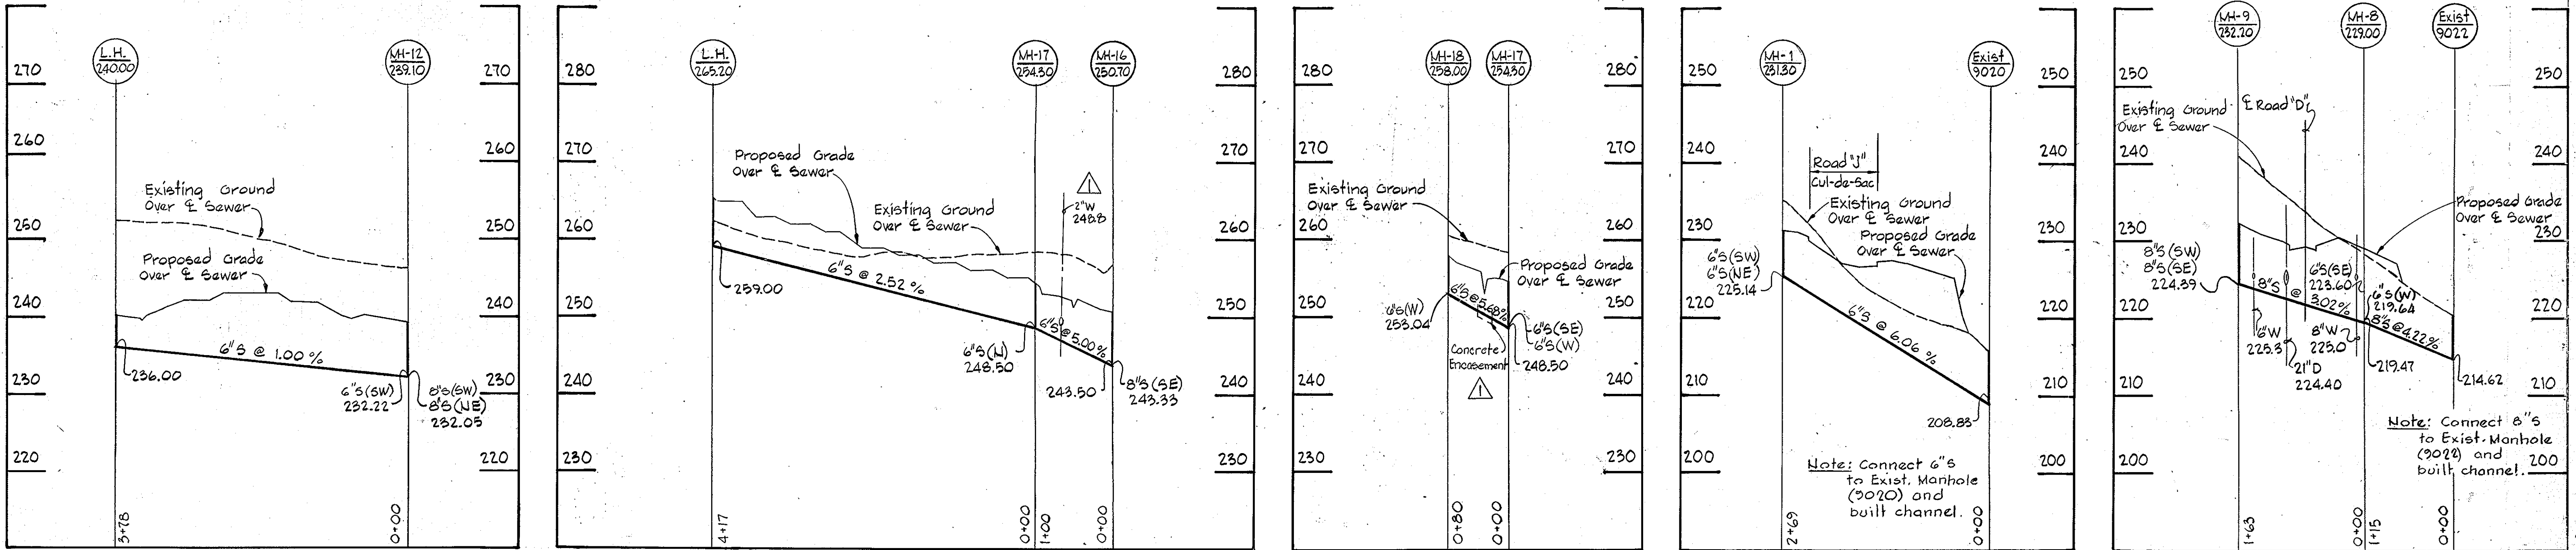 L.H.
240.00
MH-12
239.10
270
270
260
260
250
250
240
240
230
230
220
220
Existing Ground
Over ℄ Sewer
Proposed Grade
Over ℄ Sewer
6"S @ 1.00 %
236.00
6"S(SW)
232.22
8"S(SW)
8"S(NE)
232.05
3+78
0+00
L.H.
265.20
MH-17
254.30
MH-16
250.70
280
280
270
270
260
260
250
250
240
240
230
230
Proposed Grade
Over ℄ Sewer
Existing Ground
Over ℄ Sewer
1
2"W
248.8
6"S @ 2.52 %
6"S @ 5.00 %
259.00
6"S(N)
248.50
243.50
8"S(SE)
243.33
4+17
0+00
1+00
0+00
MH-18
258.00
MH-17
254.30
280
280
270
270
260
260
250
250
240
240
230
230
Existing Ground
Over ℄ Sewer
Proposed Grade
Over ℄ Sewer
6"S@5.68%
6"S(W)
253.04
6"S(SE)
6"S(W)
248.50
Concrete
Encasement
1
0+80
0+00
MH-1
231.30
Exist
9020
250
250
240
240
230
230
220
220
210
210
200
200
Road "J"
Cul-de-Sac
Existing Ground
Over ℄ Sewer
Proposed Grade
Over ℄ Sewer
6"S(SW)
6"S(NE)
225.14
6"S @ 6.06 %
208.83
Note: Connect 6"S
to Exist. Manhole
(9020) and
built channel.
2+69
0+00
MH-9
232.20
MH-8
229.00
Exist
9022
250
250
240
240
230
230
220
220
210
210
200
200
Existing Ground
Over ℄ Sewer
℄ Road "D"
Proposed Grade
Over ℄ Sewer
8"S(SW)
8"S(SE)
224.39
8"S @ 3.02%
6"S(SE)
223.60
6"S(W)
219.64
8"S@4.22%
6"W
225.3
21"D
224.40
8"W
225.0
219.47
214.62
Note: Connect 8"S
to Exist. Manhole
(9022) and
built channel.
1+63
0+00
1+15
0+00